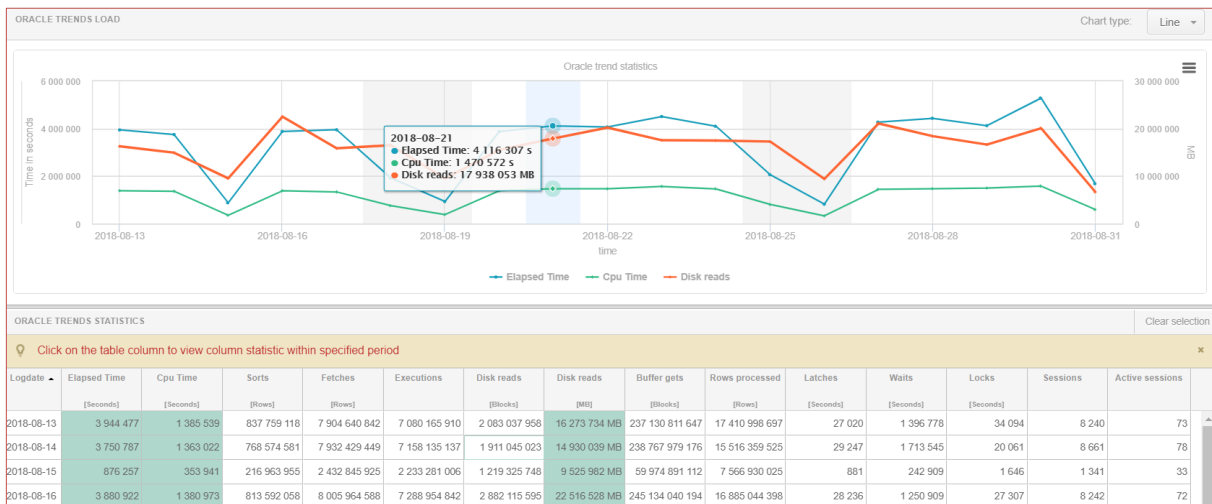 ORACLE TRENDS LOAD
Chart type: Line
Oracle trend statistics
6 000 000
4 000 000
2 000 000
0
Time in seconds
30 000 000
20 000 000
10 000 000
0
MB
2018-08-21
Elapsed Time: 4 116 307 s
Cpu Time: 1 470 572 s
Disk reads: 17 938 053 MB
2018-08-13 2018-08-16 2018-08-19 2018-08-22 2018-08-25 2018-08-28 2018-08-31
time
Elapsed Time Cpu Time Disk reads
ORACLE TRENDS STATISTICS Clear selection
Click on the table column to view column statistic within specified period
Logdate Elapsed Time Cpu Time Sorts Fetches Executions Disk reads Disk reads Buffer gets Rows processed Latches Waits Locks Sessions Active sessions
[Seconds] [Seconds] [Rows] [Rows] [Blocks] [MB] [Blocks] [Rows] [Seconds] [Seconds] [Seconds]
2018-08-13 3 944 477 1 385 539 837 759 118 7 904 640 842 7 080 165 910 2 083 037 958 16 273 734 MB 237 130 811 647 17 410 998 697 27 020 1 396 778 34 094 8 240 73
2018-08-14 3 750 787 1 363 022 768 574 581 7 932 429 449 7 158 135 137 1 911 045 023 14 930 039 MB 238 767 979 176 15 516 359 525 29 247 1 713 545 20 061 8 661 78
2018-08-15 876 257 353 941 216 963 955 2 432 845 925 2 233 281 006 1 219 325 748 9 525 982 MB 59 974 891 112 7 566 930 025 881 242 909 1 646 1 341 33
2018-08-16 3 880 922 1 380 973 813 592 058 8 005 964 588 7 288 954 842 2 882 115 595 22 516 528 MB 245 134 040 194 16 885 044 398 28 236 1 250 909 27 307 8 242 72